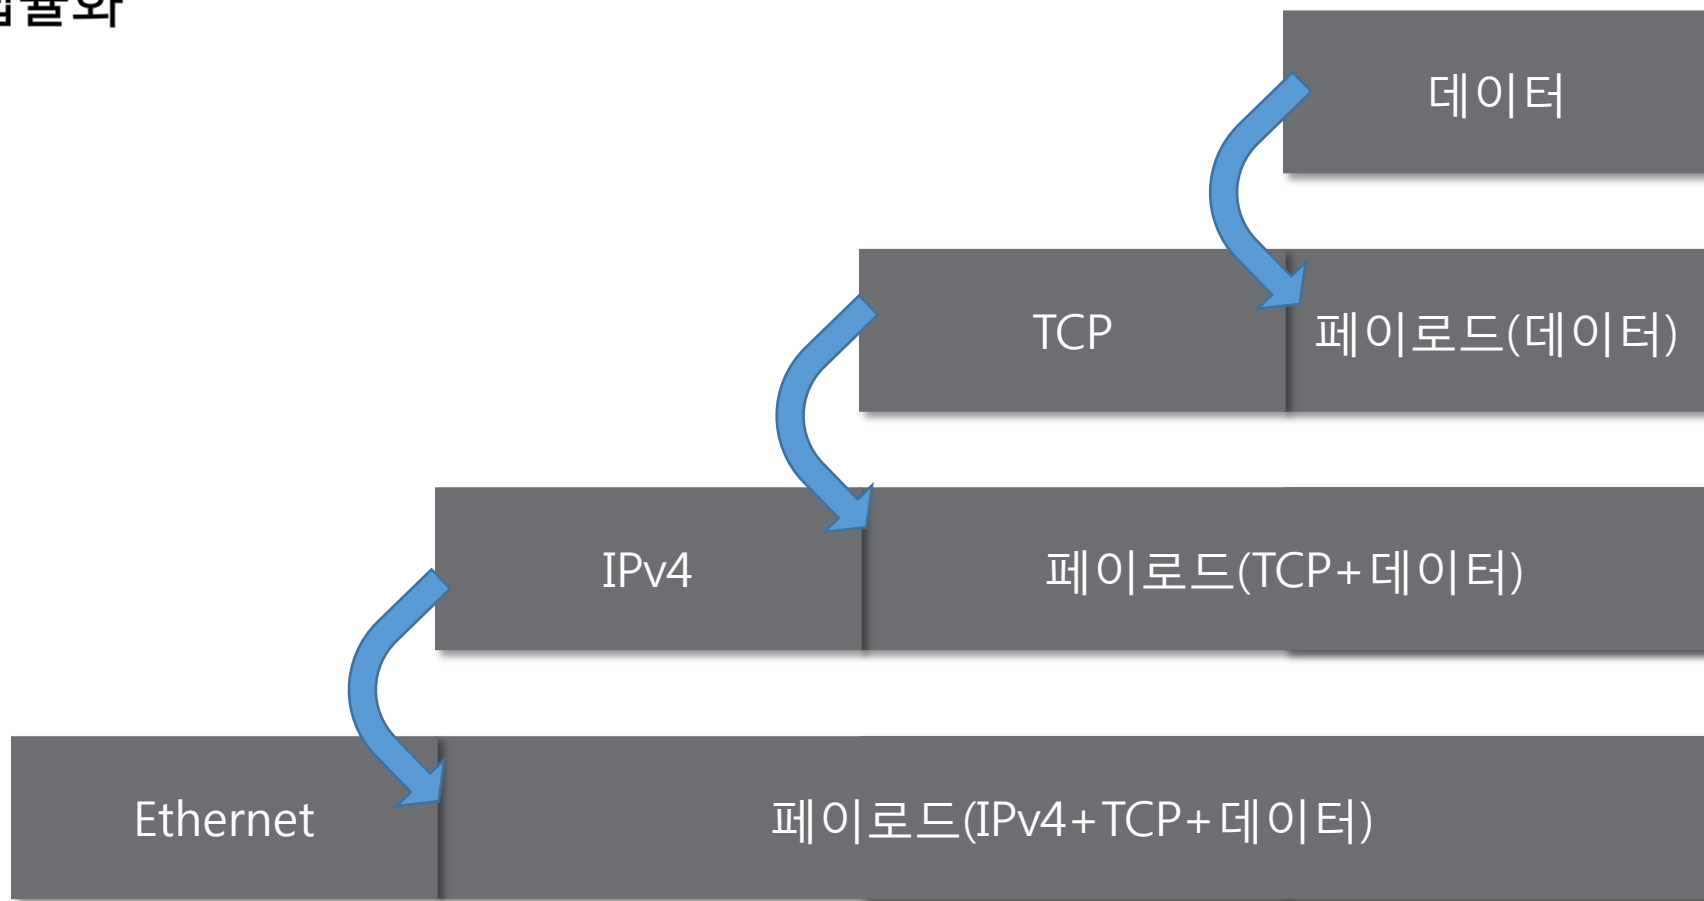 데이터
TCP
페이로드(데이터)
IPv4
페이로드(TCP+데이터)
Ethernet
페이로드(IPv4+TCP+데이터)